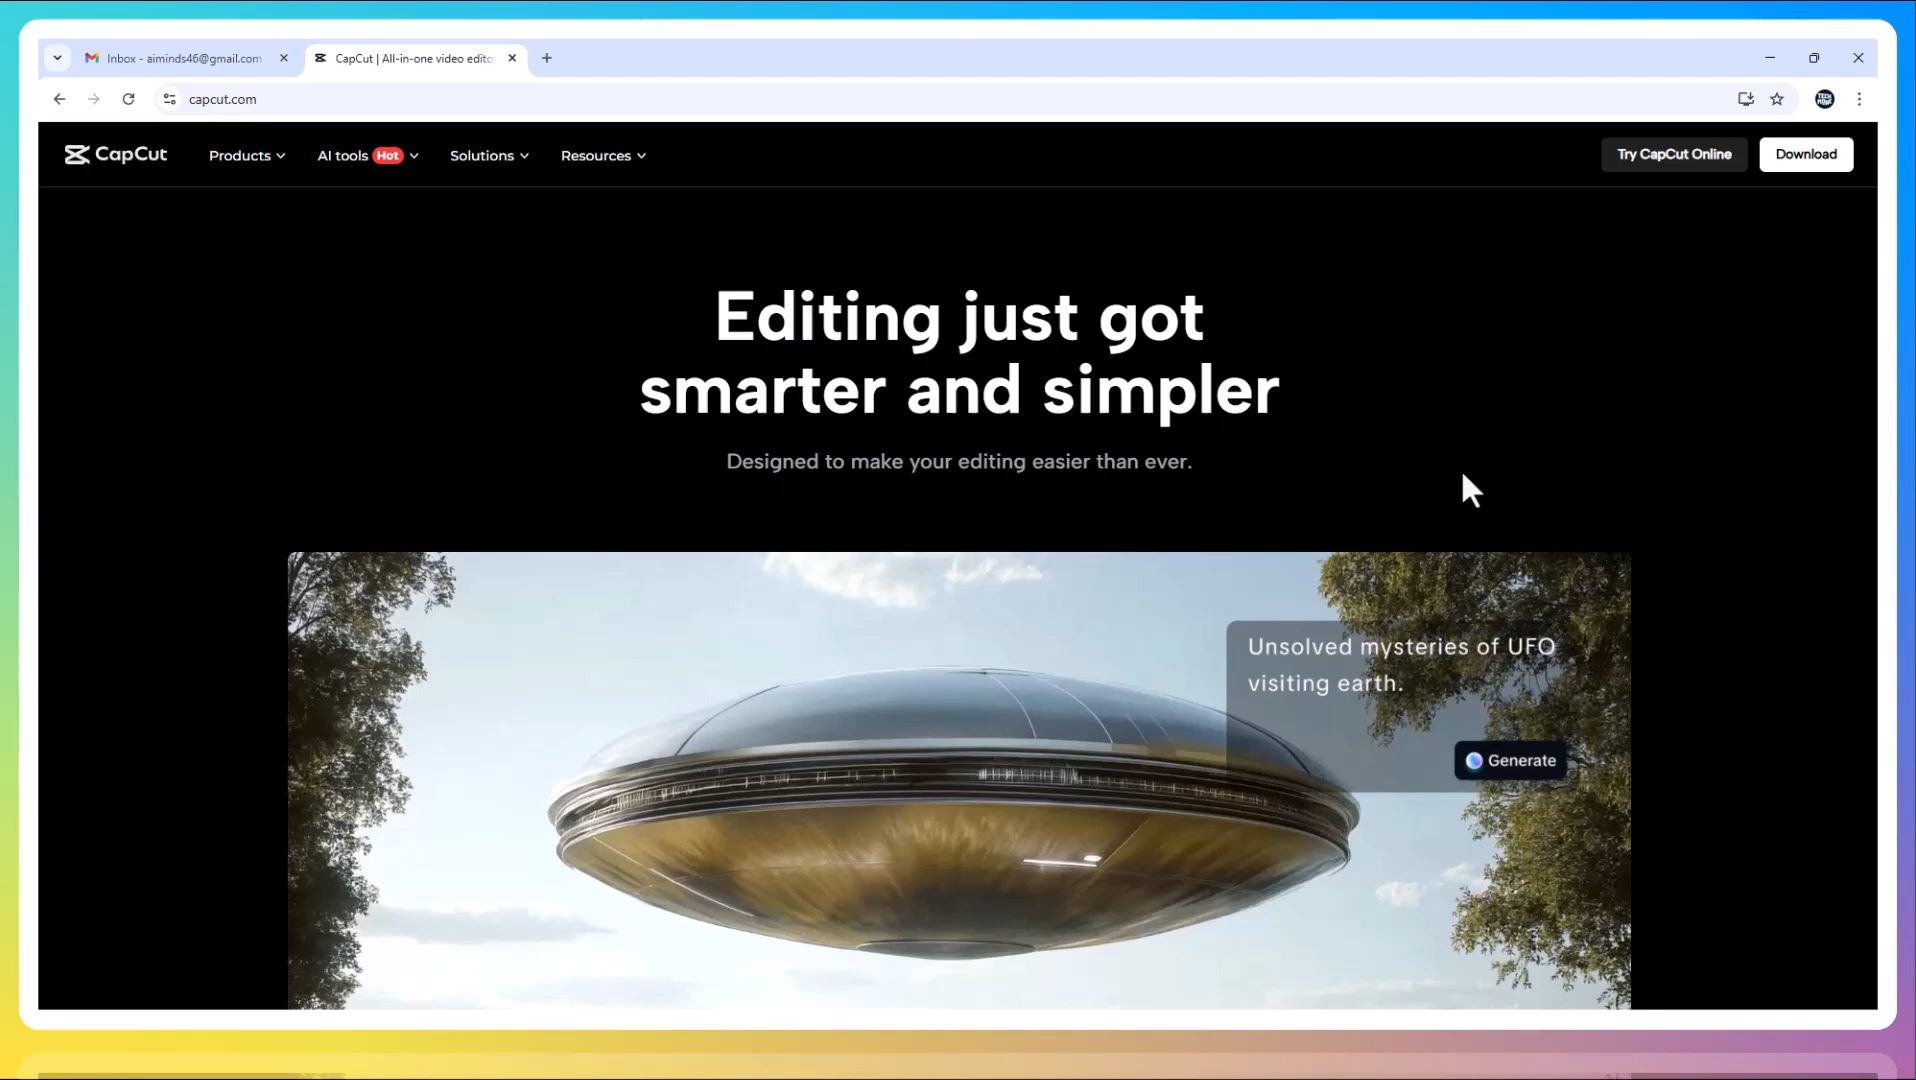 Inbox - aiminds46@gmail.com
CapCut | All-in-one video edito
capcut.com
CapCut
Products
AI tools Hot
Solutions
Resources
Try CapCut Online
Download
Editing just got
smarter and simpler
Designed to make your editing easier than ever.
Unsolved mysteries of UFO
visiting earth.
Generate